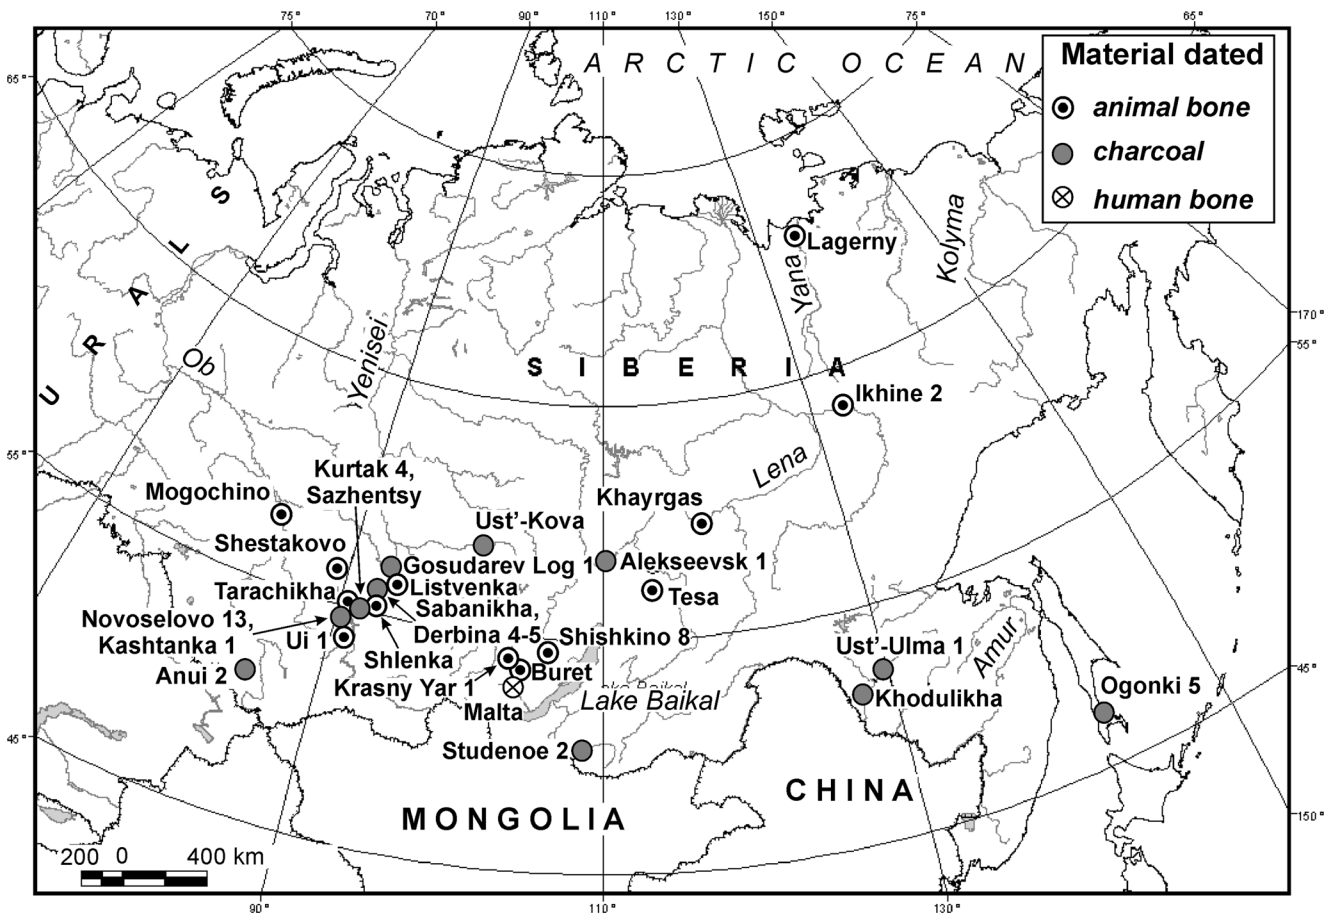 75°
70°
90°
110°
130°
150°
75°
65°
ARCTIC OCEAN
Material dated
animal bone
charcoal
human bone
65°
URALS
Lagerny
Yana
Kolyma
170°
55°
Ob
Yenisei
SIBERIA
Ikhine 2
Lena
55°
Kurtak 4,
Sazhentsy
Mogochino
Khayrgas
Ust'-Kova
Shestakovo
Gosudarev Log 1
Alekseevsk 1
Tarachikha
Listvenka
Tesa
Novoselovo 13,
Kashtanka 1
Sabanikha,
Derbina 4-5
Ui 1
Shishkino 8
Ust'-Ulma 1
Amur
Shlenka
Anui 2
Krasny Yar 1
Buret
45°
Ogonki 5
Malta
Lake Baikal
Lake Baikal
Khodulikha
45°
Studenoe 2
MONGOLIA
CHINA
150°
200 0 400 km
90°
110°
130°